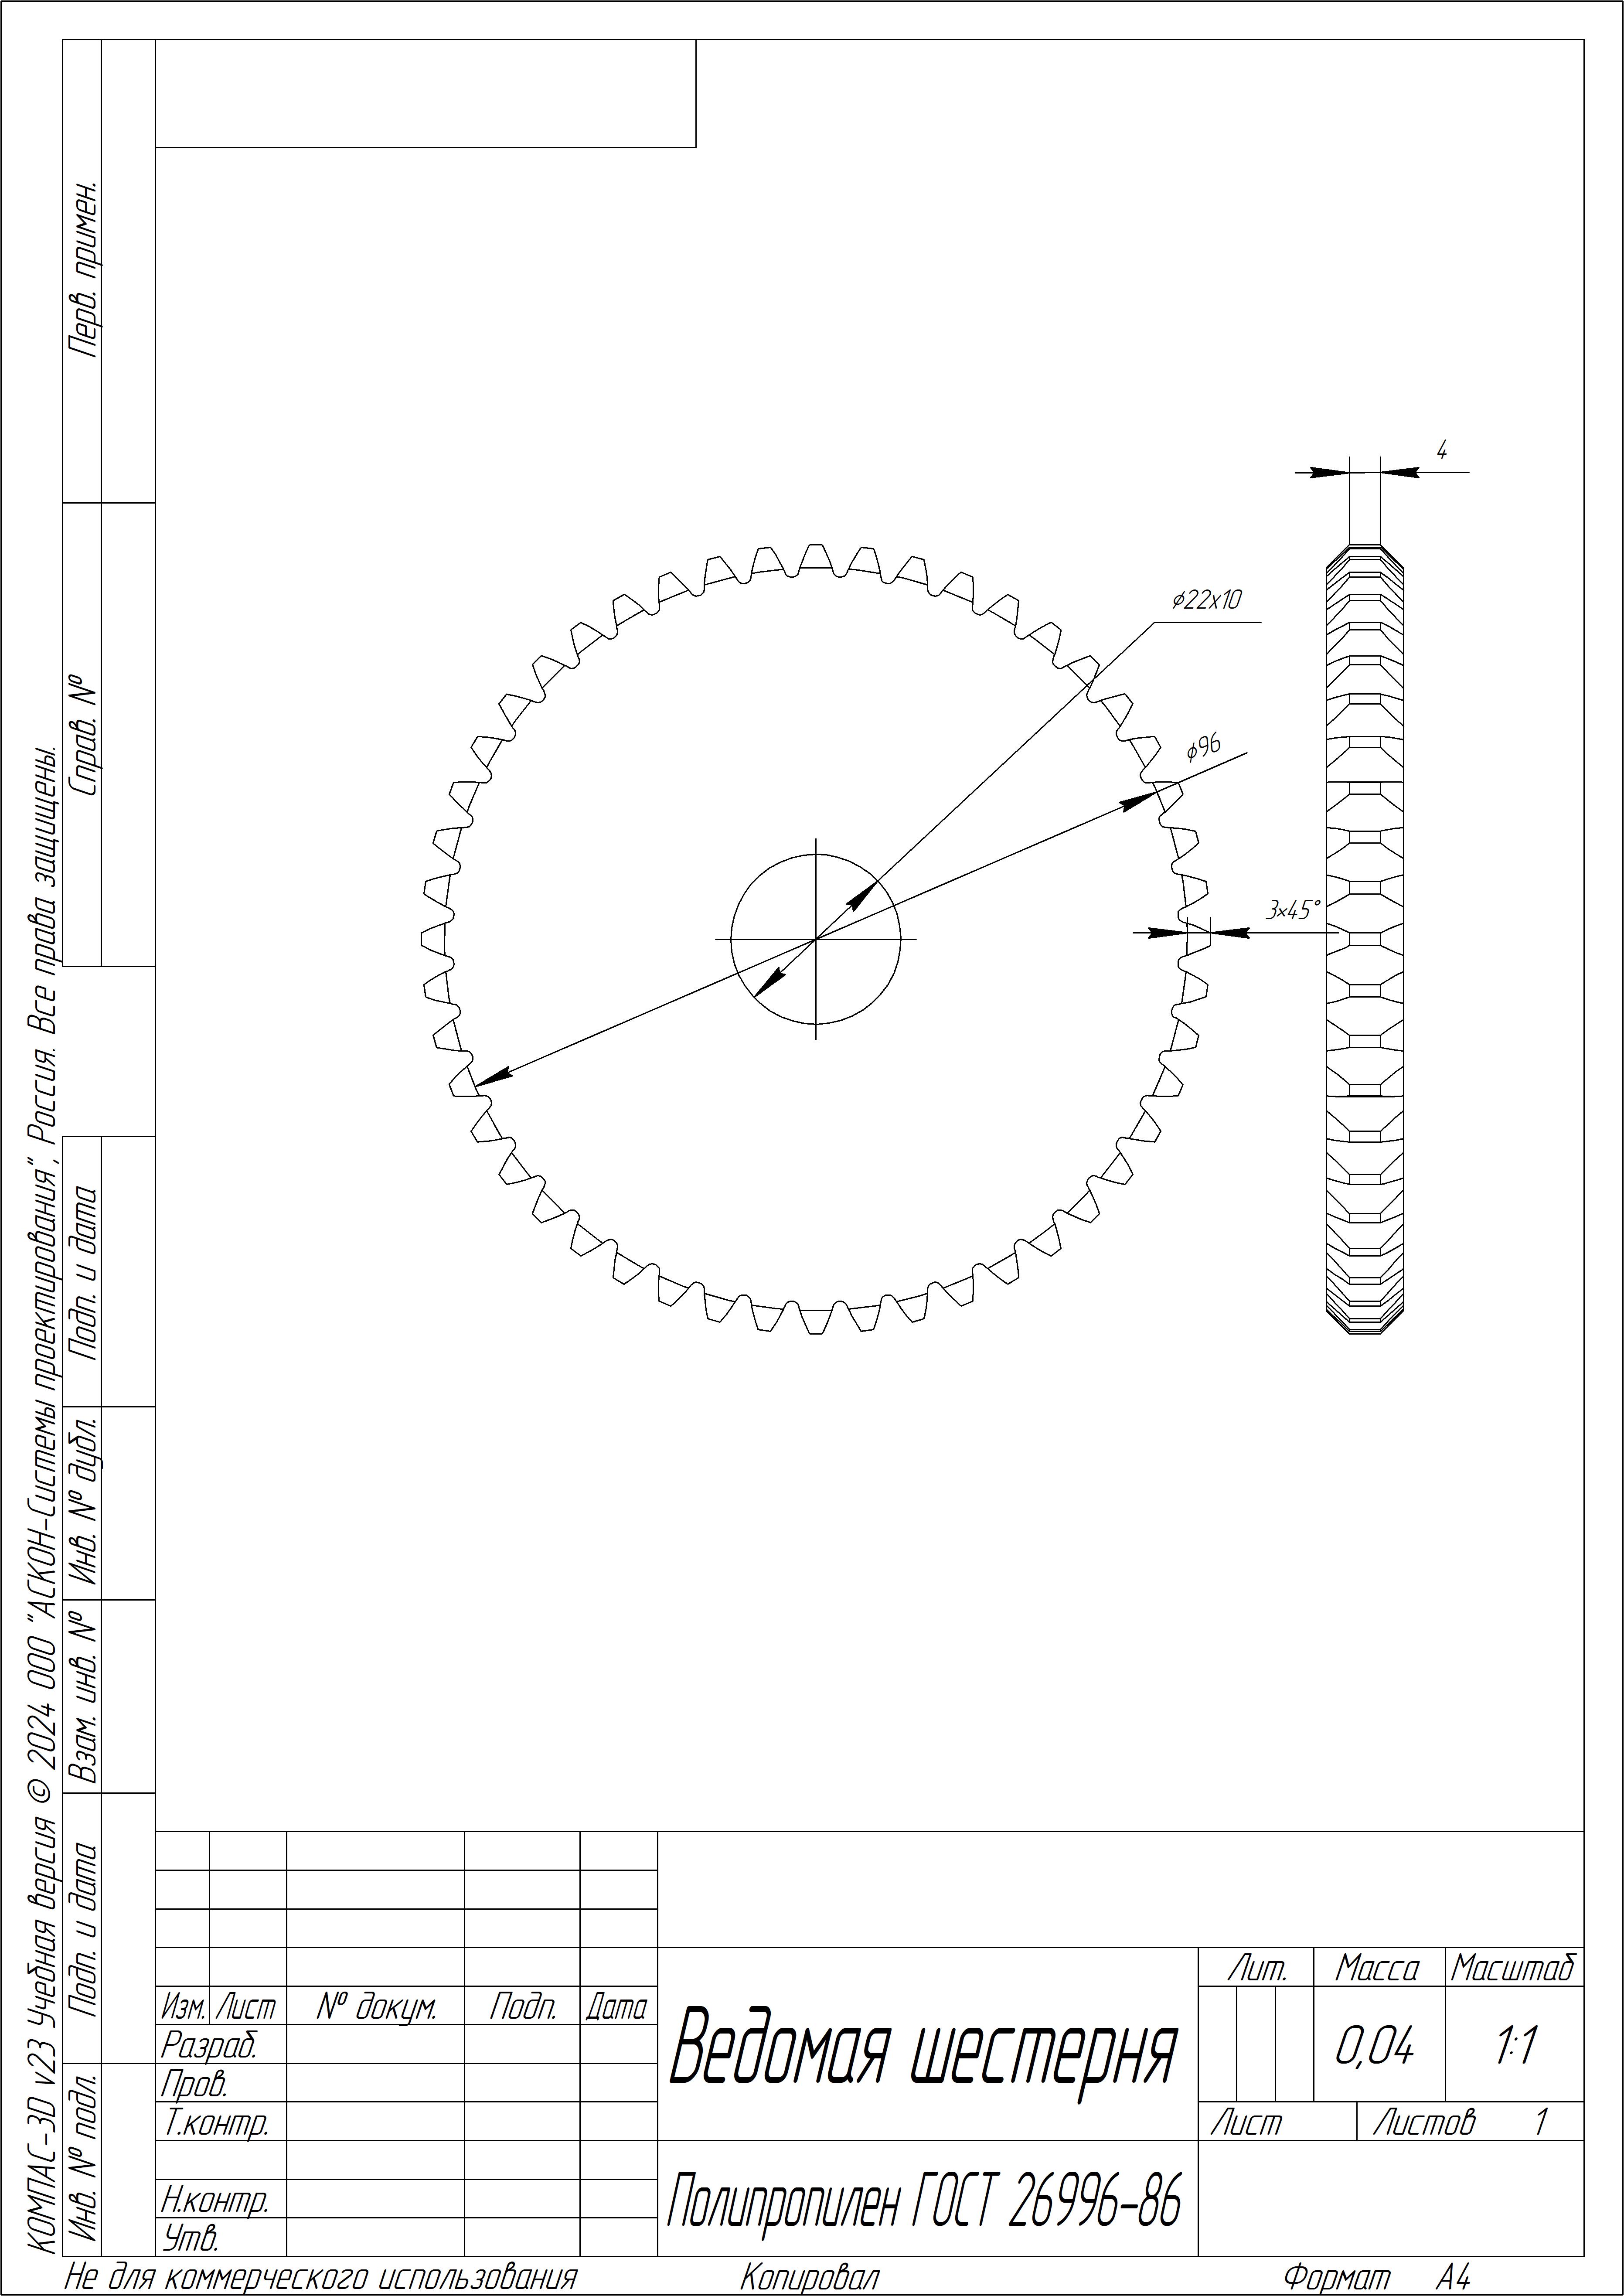 Перв. примен.
Справ. №
Подп. и дата
Инв. № дубл.
Взам. инв. №
Подп. и дата
Инв. № подл.
КОМПАС-3D v23 Учебная версия © 2024 ООО "АСКОН-Системы проектирования", Россия. Все права защищены.
4
⌀22x10
⌀96
3×45°
Лит. Масса Масштаб
Изм. Лист № докум. Подп. Дата
Разраб.
Пров.
Т.контр.
Н.контр.
Утв.
Ведомая шестерня
0,04 1:1
Лист Листов 1
Полипропилен ГОСТ 26996-86
Не для коммерческого использования Копировал Формат A4